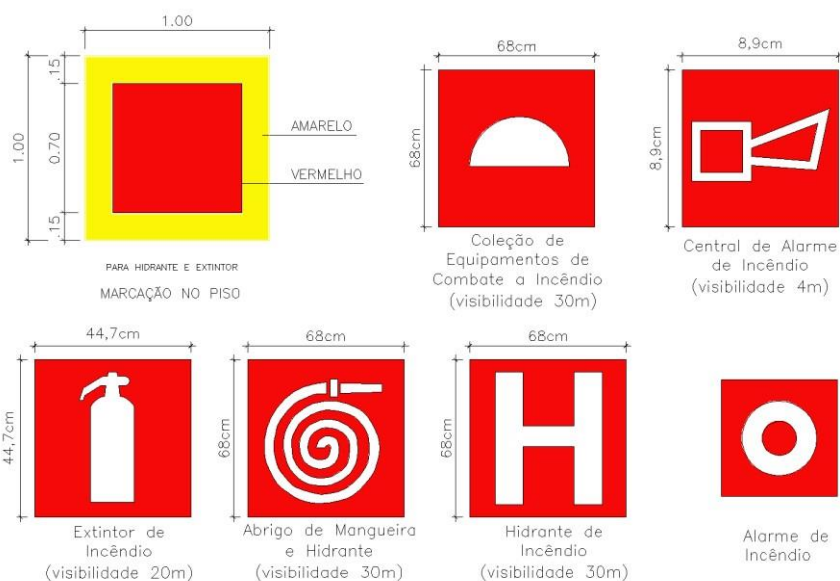 1.00
1.00
.15
0.70
.15
AMARELO
VERMELHO
PARA HIDRANTE E EXTINTOR
MARCAÇÃO NO PISO
68cm
68cm
Coleção de
Equipamentos de
Combate a Incêndio
(visibilidade 30m)
8,9cm
8,9cm
Central de Alarme
de Incêndio
(visibilidade 4m)
44,7cm
44,7cm
Extintor de
Incêndio
(visibilidade 20m)
68cm
68cm
Abrigo de Mangueira
e Hidrante
(visibilidade 30m)
68cm
68cm
H
Hidrante de
Incêndio
(visibilidade 30m)
Alarme de
Incêndio